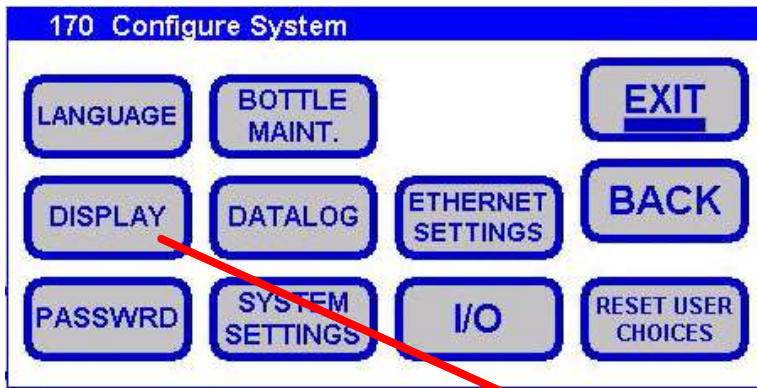 170 Configure System
LANGUAGE
BOTTLE
MAINT.
EXIT
DISPLAY
DATALOG
ETHERNET
SETTINGS
BACK
PASSWRD
SYSTEM
SETTINGS
I/O
RESET USER
CHOICES